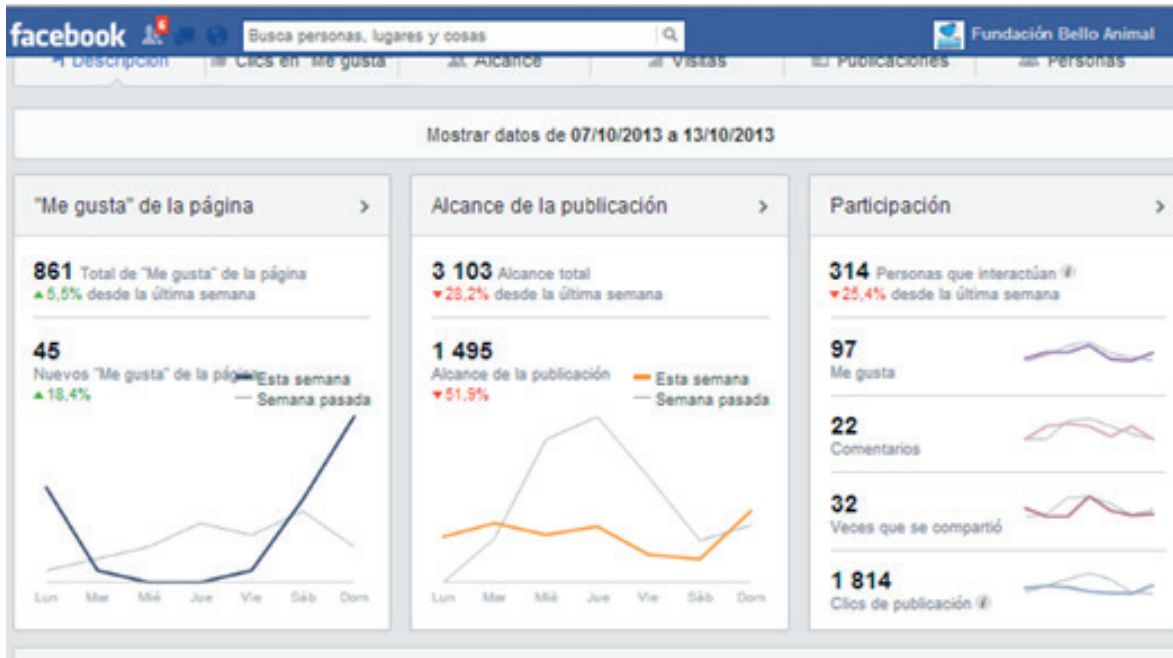 facebook
6
Busca personas, lugares y cosas
Fundación Bello Animal
Descripción
Clics en "Me gusta"
Alcance
Visitas
Publicaciones
Personas
Mostrar datos de 07/10/2013 a 13/10/2013
"Me gusta" de la página
861 Total de "Me gusta" de la página
5,5% desde la última semana
45
Nuevos "Me gusta" de la página
18,4%
Esta semana
Semana pasada
Lun Mar Mié Jue Vie Sáb Dom
Alcance de la publicación
3 103 Alcance total
28,2% desde la última semana
1 495
Alcance de la publicación
51,9%
Esta semana
Semana pasada
Lun Mar Mié Jue Vie Sáb Dom
Participación
314 Personas que interactúan
25,4% desde la última semana
97
Me gusta
22
Comentarios
32
Veces que se compartió
1 814
Clics de publicación